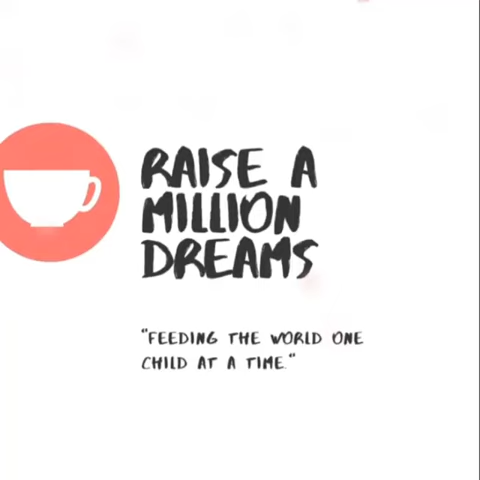 RAISE A
MILLION
DREAMS
"FEEDING THE WORLD ONE
CHILD AT A TIME."